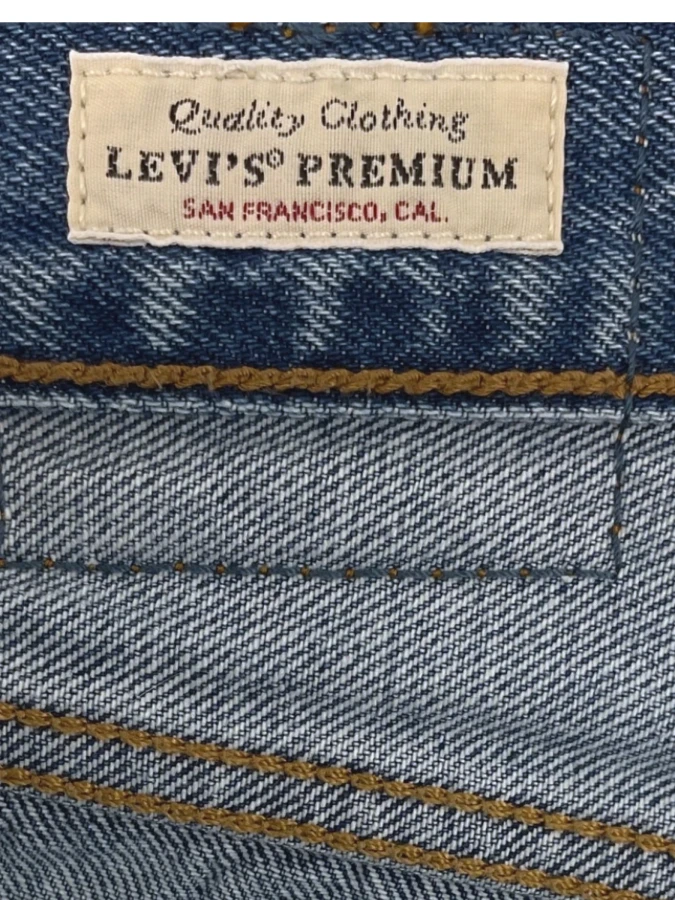 Quality Clothing
LEVI'S® PREMIUM
SAN FRANCISCO, CAL.